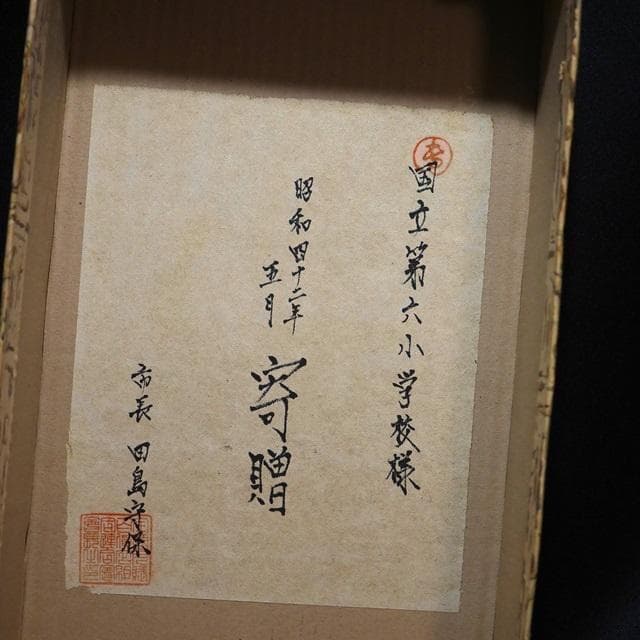 国立第六小学校様
昭和四十二年
五月
寄贈
市長 田島守保